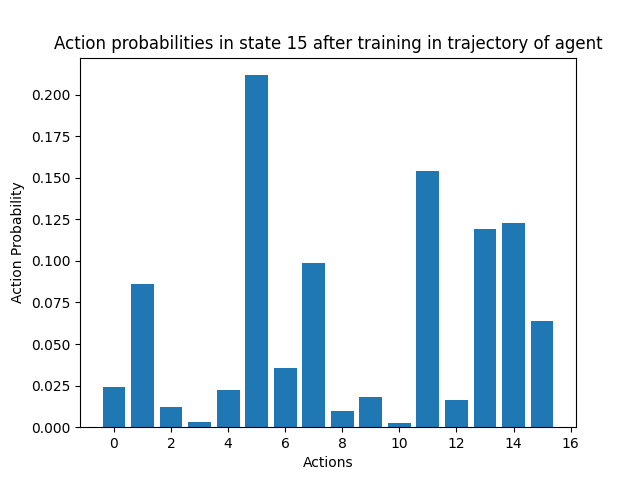 Action probabilities in state 15 after training in trajectory of agent
0.200
0.175
0.150
0.125
0.100
0.075
0.050
0.025
0.000
Action Probability
0 2 4 6 8 10 12 14 16
Actions